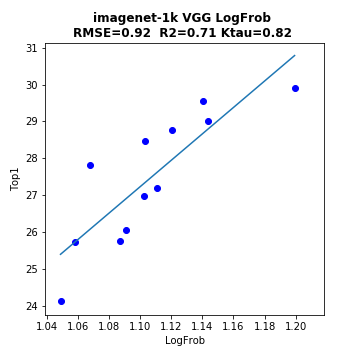 imagenet-1k VGG LogFrob
RMSE=0.92 R2=0.71 Ktau=0.82
31
30
29
28
27
26
25
24
Top1
1.04 1.06 1.08 1.10 1.12 1.14 1.16 1.18 1.20
LogFrob